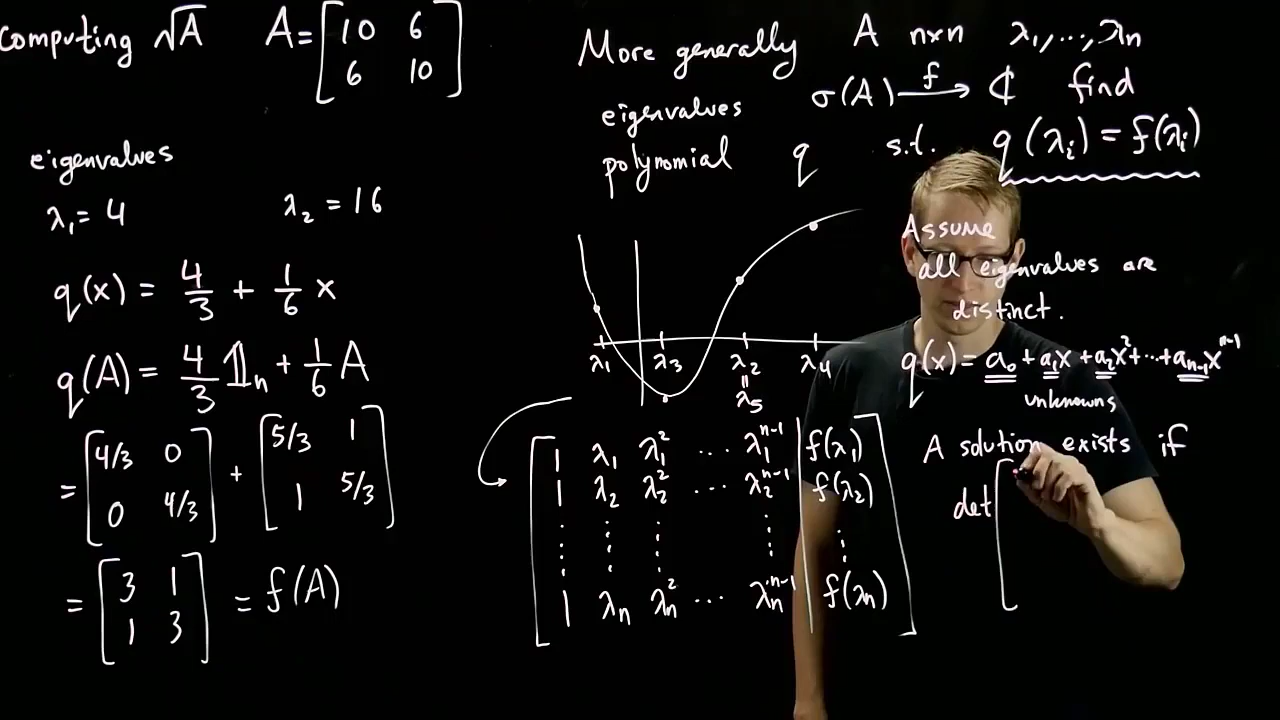 Computing √A   A = [10 6
6 10]
eigenvalues
λ₁ = 4   λ₂ = 16
q(x) = 4/3 + 1/6 x
q(A) = 4/3 𝟙ₙ + 1/6 A
= [4/3 0
0 4/3] + [5/3 1
1 5/3]
= [3 1
1 3] = f(A)
More generally   A   n×n   λ₁,...,λₙ
eigenvalues   σ(A) —f→ ₵   find
polynomial   q   s.t.   q(λᵢ) = f(λᵢ)
λ₁ λ₃ λ₂ λ₄
॥
λ₅
[1 λ₁ λ₁² ... λ₁ⁿ⁻¹ | f(λ₁)
1 λ₂ λ₂² ... λ₂ⁿ⁻¹ | f(λ₂)
⋮ ⋮ ⋮ ⋮ | ⋮
1 λₙ λₙ² ... λₙⁿ⁻¹ | f(λₙ)]
Assume
all eigenvalues are
distinct.
q(x) = a₀ + a₁x + a₂x² + ... + aₙ₋₁xⁿ⁻¹
unknowns
A solution exists if
det [